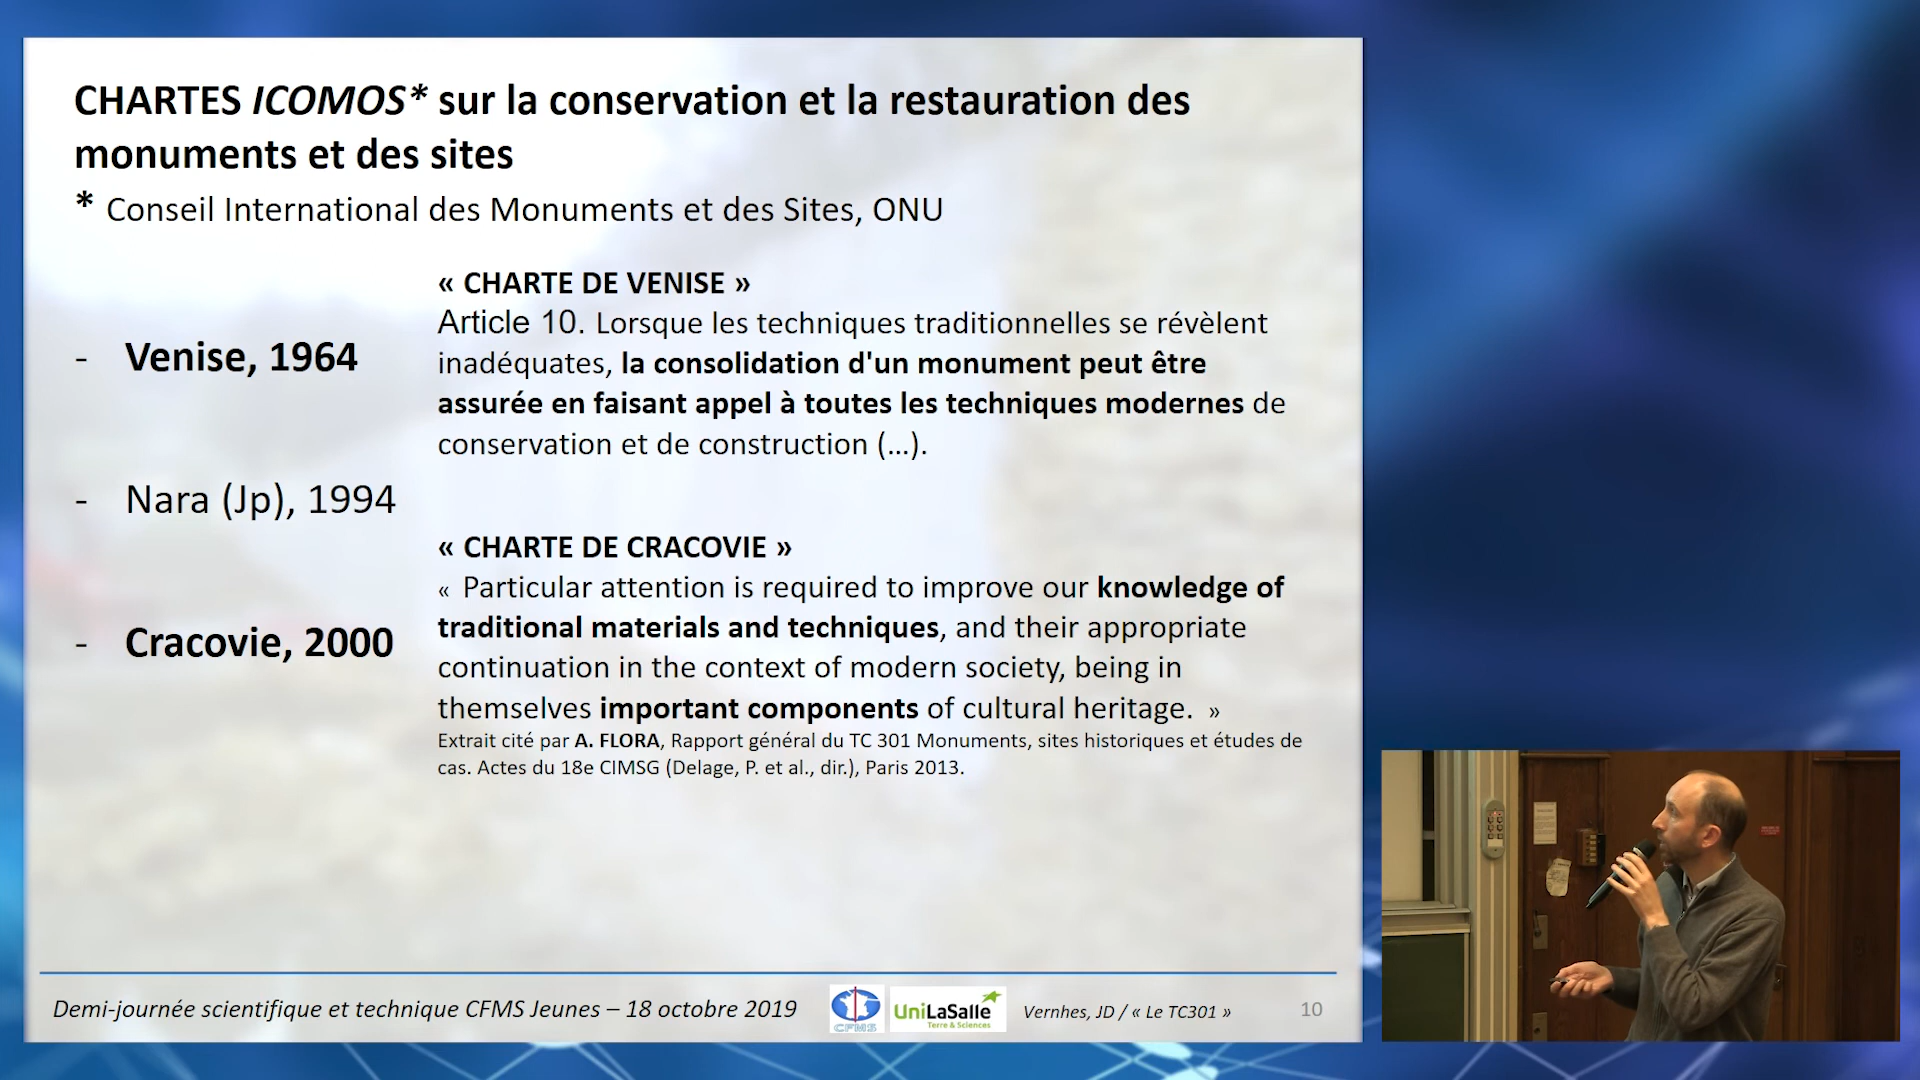 CHARTES ICOMOS* sur la conservation et la restauration des
monuments et des sites
* Conseil International des Monuments et des Sites, ONU
- Venise, 1964
« CHARTE DE VENISE »
Article 10. Lorsque les techniques traditionnelles se révèlent
inadéquates, la consolidation d'un monument peut être
assurée en faisant appel à toutes les techniques modernes de
conservation et de construction (...).
- Nara (Jp), 1994
- Cracovie, 2000
« CHARTE DE CRACOVIE »
« Particular attention is required to improve our knowledge of
traditional materials and techniques, and their appropriate
continuation in the context of modern society, being in
themselves important components of cultural heritage. »
Extrait cité par A. FLORA, Rapport général du TC 301 Monuments, sites historiques et études de
cas. Actes du 18e CIMSG (Delage, P. et al., dir.), Paris 2013.
Demi-journée scientifique et technique CFMS Jeunes – 18 octobre 2019
CFMS
UniLaSalle
Terre & Sciences
Vernhes, JD / « Le TC301 »
10